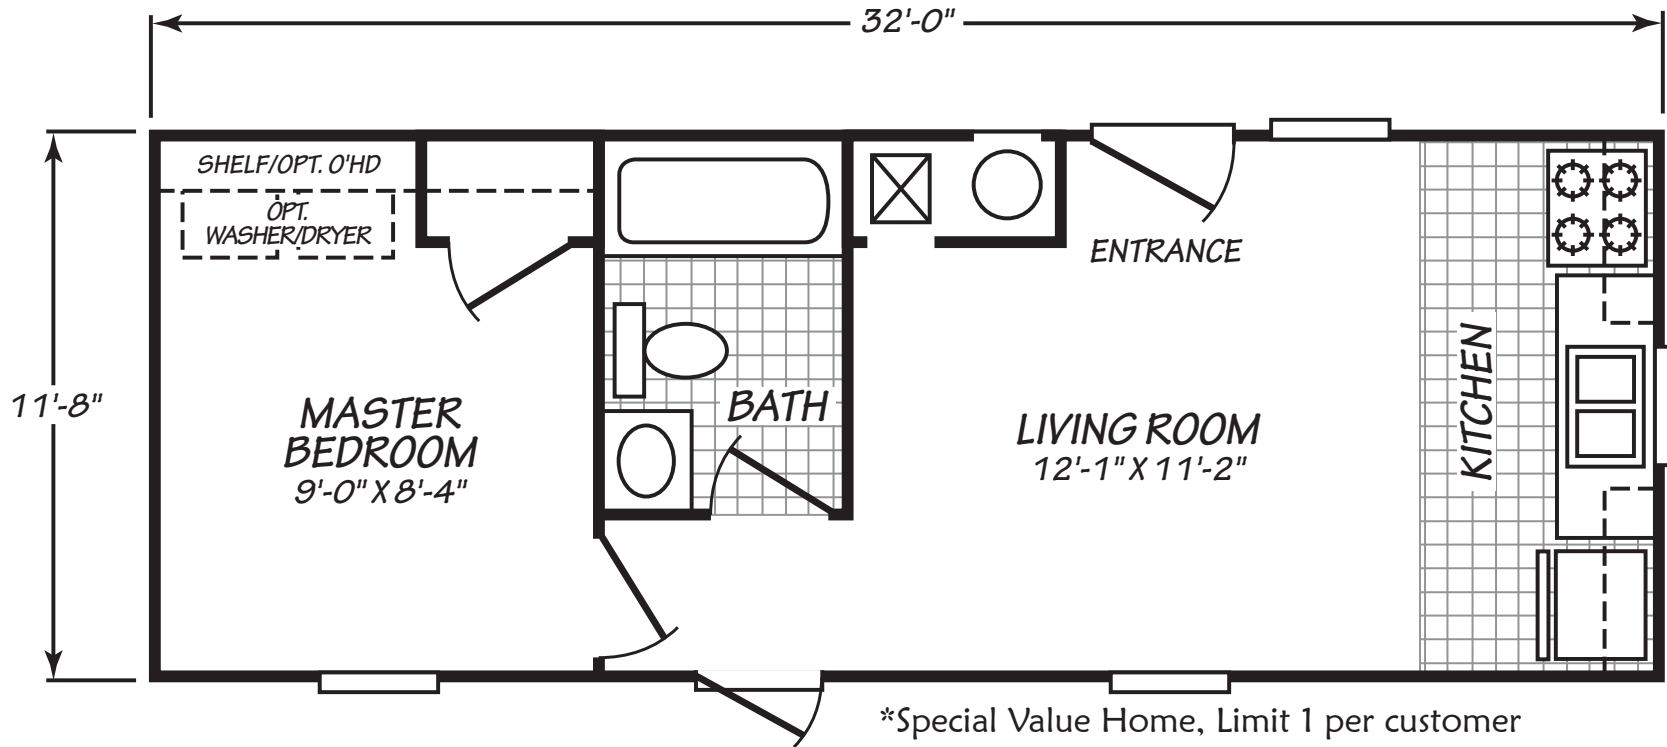 32'-0"
SHELF/OPT. O'HD
OPT.
WASHER/DRYER
ENTRANCE
11'-8"
MASTER
BEDROOM
9'-0" X 8'-4"
BATH
LIVING ROOM
12'-1" X 11'-2"
KITCHEN
*Special Value Home, Limit 1 per customer